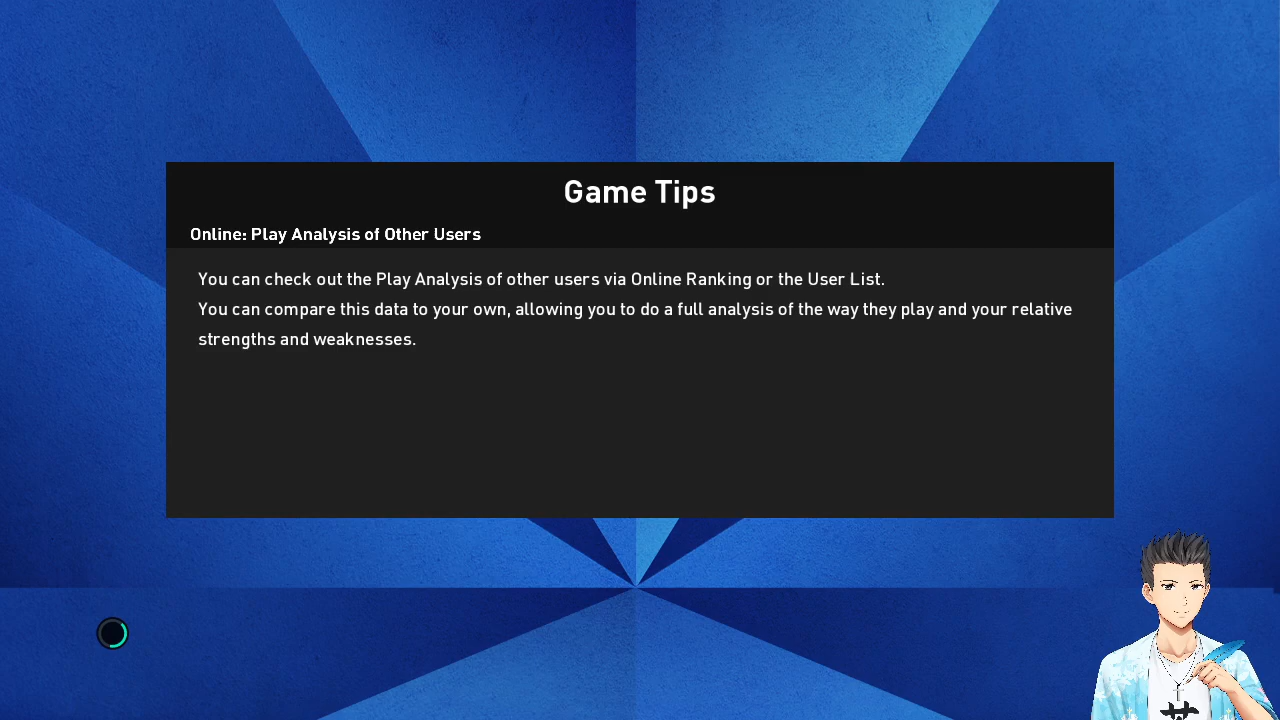 Game Tips
Online: Play Analysis of Other Users
You can check out the Play Analysis of other users via Online Ranking or the User List.
You can compare this data to your own, allowing you to do a full analysis of the way they play and your relative
strengths and weaknesses.